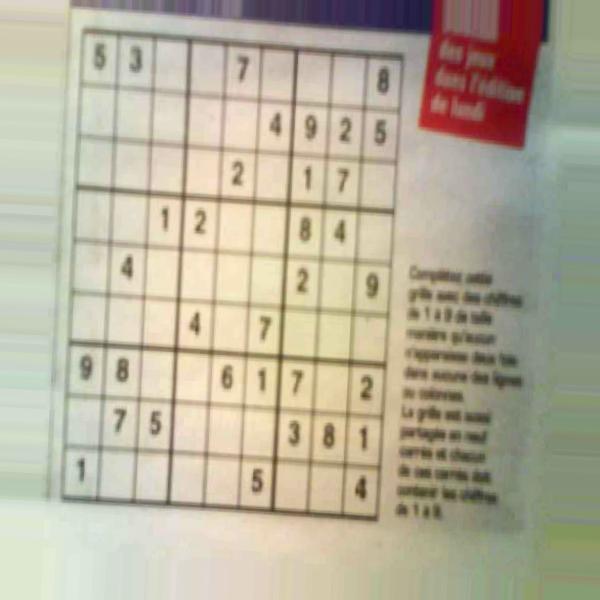 des jeux
dans l'édition
de lundi
5 3 7 8
4 9 2 5
2 1 7
1 2 8 4
4 2 9
4 7
9 8 6 1 7 2
7 5 3 8 1
1 5 4
Complétez cette
grille avec des chiffres
de 1 à 9 de telle
manière qu'aucun
n'apparaisse deux fois
dans aucune des lignes
ou colonnes.
La grille est aussi
partagée en neuf
carrés et chacun
de ces carrés doit
contenir les chiffres
de 1 à 9.